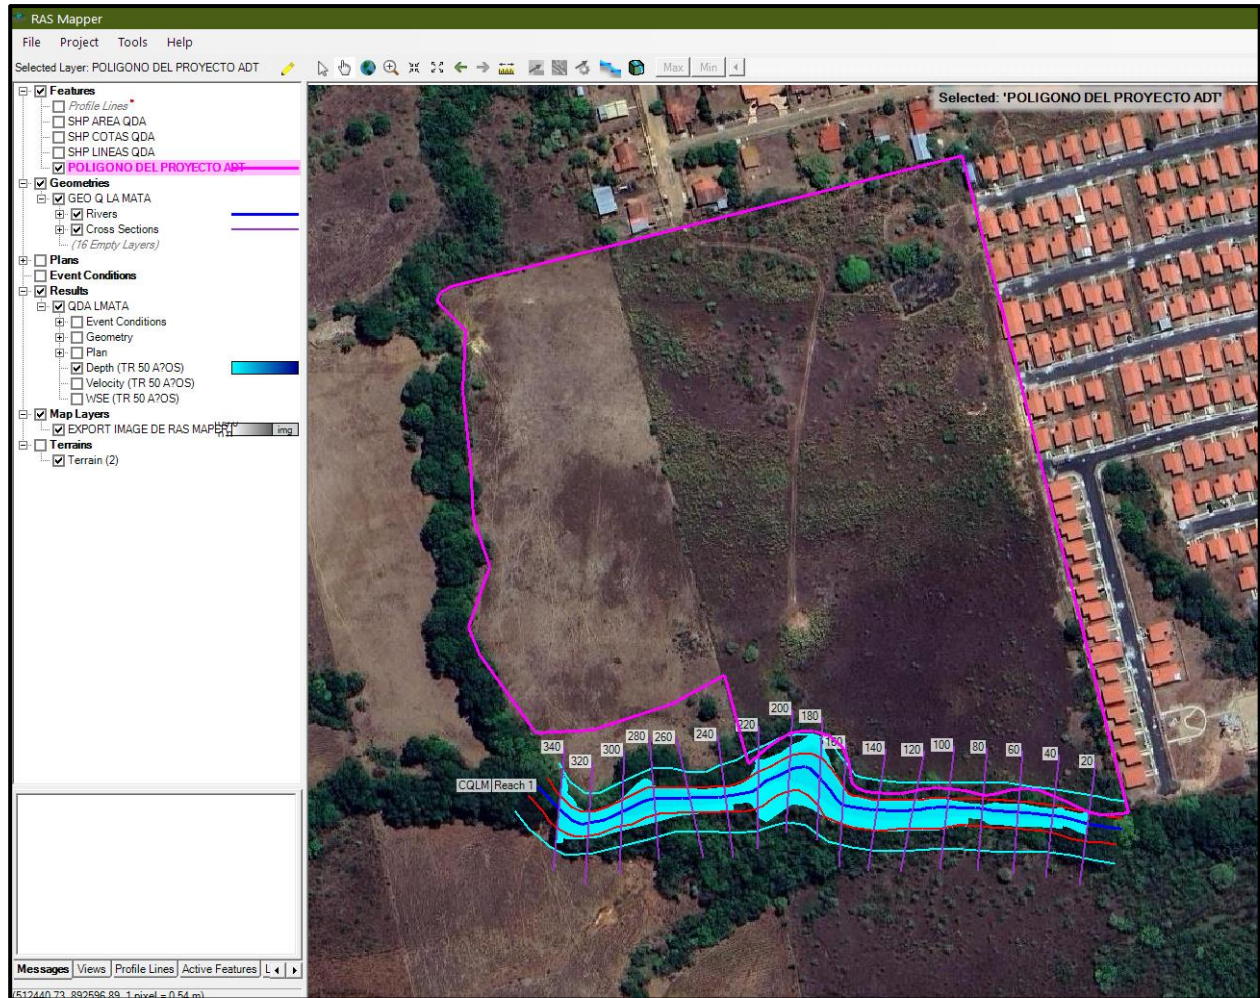 RAS Mapper
File Project Tools Help
Selected Layer: POLIGONO DEL PROYECTO ADT
Max Min
Features
Profile Lines
SHP AREA QDA
SHP COTAS QDA
SHP LINEAS QDA
POLIGONO DEL PROYECTO ADT
Geometries
GEO Q LA MATA
Rivers
Cross Sections
(16 Empty Layers)
Plans
Event Conditions
Results
QDA LMATA
Event Conditions
Geometry
Plan
Depth (TR 50 A?OS)
Velocity (TR 50 A?OS)
WSE (TR 50 A?OS)
Map Layers
EXPORT IMAGE DE RAS MAPER
img
Terrains
Terrain (2)
Selected: 'POLIGONO DEL PROYECTO ADT'
340
320
300
280
260
240
220
200
180
160
140
120
100
80
60
40
20
CQLM Reach 1
Messages Views Profile Lines Active Features L
(512440.73, 892596.89 1 pixel = 0.54 m)